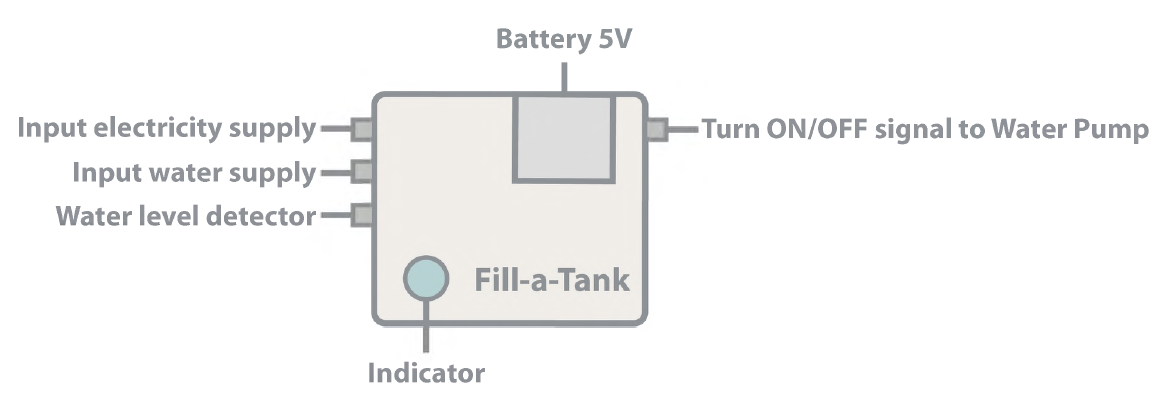 Battery 5V
Input electricity supply
Turn ON/OFF signal to Water Pump
Input water supply
Water level detector
Fill-a-Tank
Indicator